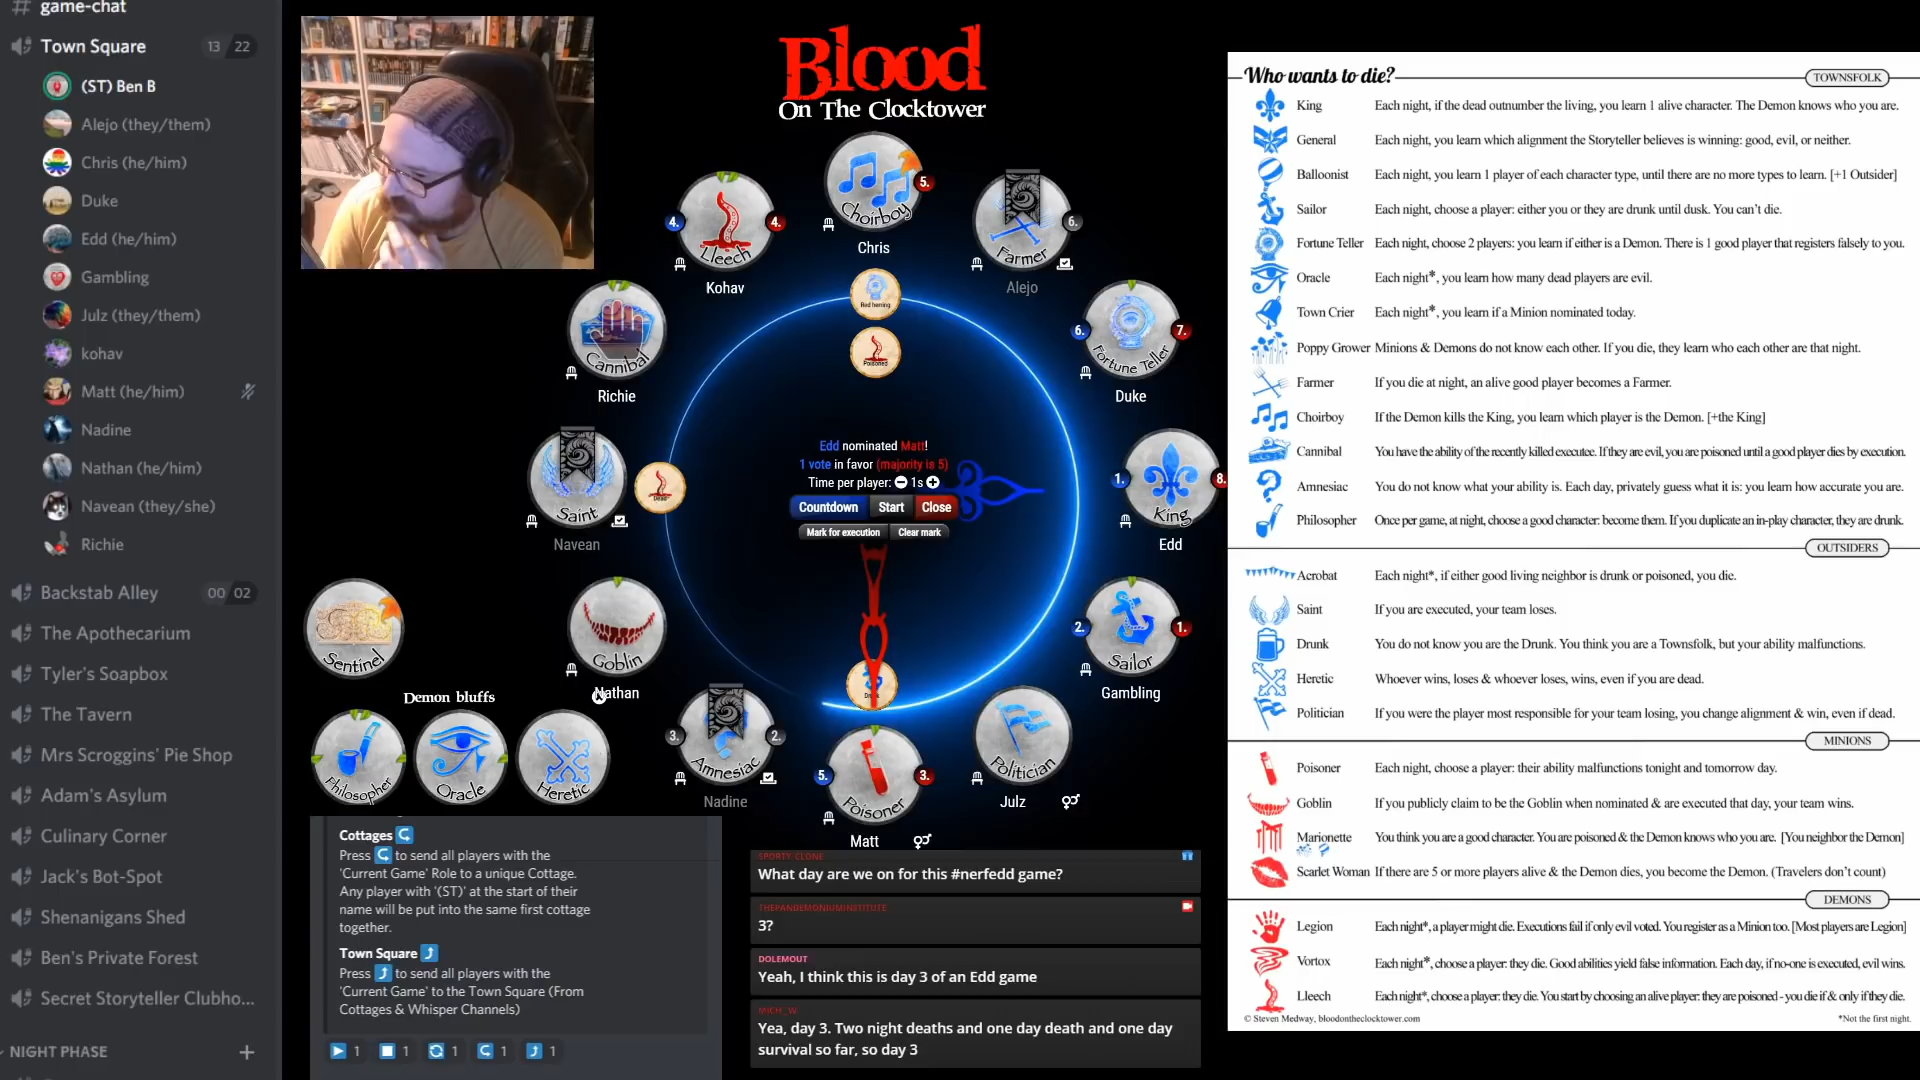 game-chat
Town Square 13 22
(ST) Ben B
Alejo (they/them)
Chris (he/him)
Duke
Edd (he/him)
Gambling
Julz (they/them)
kohav
Matt (he/him)
Nadine
Nathan (he/him)
Navean (they/she)
Richie
Backstab Alley 00 02
The Apothecarium
Tyler's Soapbox
The Tavern
Mrs Scroggins' Pie Shop
Adam's Asylum
Culinary Corner
Jack's Bot-Spot
Shenanigans Shed
Ben's Private Forest
Secret Storyteller Clubho...
NIGHT PHASE
Blood
On The Clocktower
Choirboy
5.
Chris
Lleech
4. 4.
Kohav
Farmer
6.
Alejo
Cannibal
Richie
Red herring
Poisoned
Fortune Teller
6. 7.
Duke
Saint
Navean
Dead
Edd nominated Matt!
1 vote in favor (majority is 5)
Time per player: 1s
Countdown Start Close
Mark for execution Clear mark
King
1. 8.
Edd
Sentinel
Goblin
Nathan
Sailor
2. 1.
Gambling
Demon bluffs
Philosopher
Oracle
Heretic
Amnesiac
3. 2.
Nadine
Poisoner
5. 3.
Matt
Politician
Julz
Cottages
Press to send all players with the
'Current Game' Role to a unique Cottage.
Any player with '(ST)' at the start of their
name will be put into the same first cottage
together.
Town Square
Press to send all players with the
'Current Game' to the Town Square (From
Cottages & Whisper Channels)
1 1 1 1 1
SPORTY_CLONE
What day are we on for this #nerfedd game?
THEPANDEMONIUMINSTITUTE
3?
DOLEMOUT
Yeah, I think this is day 3 of an Edd game
MICH_W
Yea, day 3. Two night deaths and one day death and one day
survival so far, so day 3
Who wants to die?
TOWNSFOLK
King Each night, if the dead outnumber the living, you learn 1 alive character. The Demon knows who you are.
General Each night, you learn which alignment the Storyteller believes is winning: good, evil, or neither.
Balloonist Each night, you learn 1 player of each character type, until there are no more types to learn. [+1 Outsider]
Sailor Each night, choose a player: either you or they are drunk until dusk. You can't die.
Fortune Teller Each night, choose 2 players: you learn if either is a Demon. There is 1 good player that registers falsely to you.
Oracle Each night*, you learn how many dead players are evil.
Town Crier Each night*, you learn if a Minion nominated today.
Poppy Grower Minions & Demons do not know each other. If you die, they learn who each other are that night.
Farmer If you die at night, an alive good player becomes a Farmer.
Choirboy If the Demon kills the King, you learn which player is the Demon. [+the King]
Cannibal You have the ability of the recently killed executee. If they are evil, you are poisoned until a good player dies by execution.
Amnesiac You do not know what your ability is. Each day, privately guess what it is: you learn how accurate you are.
Philosopher Once per game, at night, choose a good character: become them. If you duplicate an in-play character, they are drunk.
OUTSIDERS
Acrobat Each night*, if either good living neighbor is drunk or poisoned, you die.
Saint If you are executed, your team loses.
Drunk You do not know you are the Drunk. You think you are a Townsfolk, but your ability malfunctions.
Heretic Whoever wins, loses & whoever loses, wins, even if you are dead.
Politician If you were the player most responsible for your team losing, you change alignment & win, even if dead.
MINIONS
Poisoner Each night, choose a player: their ability malfunctions tonight and tomorrow day.
Goblin If you publicly claim to be the Goblin when nominated & are executed that day, your team wins.
Marionette You think you are a good character. You are poisoned & the Demon knows who you are. [You neighbor the Demon]
Scarlet Woman If there are 5 or more players alive & the Demon dies, you become the Demon. (Travelers don't count)
DEMONS
Legion Each night*, a player might die. Executions fail if only evil voted. You register as a Minion too. [Most players are Legion]
Vortox Each night*, choose a player: they die. Good abilities yield false information. Each day, if no-one is executed, evil wins.
Lleech Each night*, choose a player: they die. You start by choosing an alive player: they are poisoned - you die if & only if they die.
© Steven Medway, bloodontheclocktower.com *Not the first night.